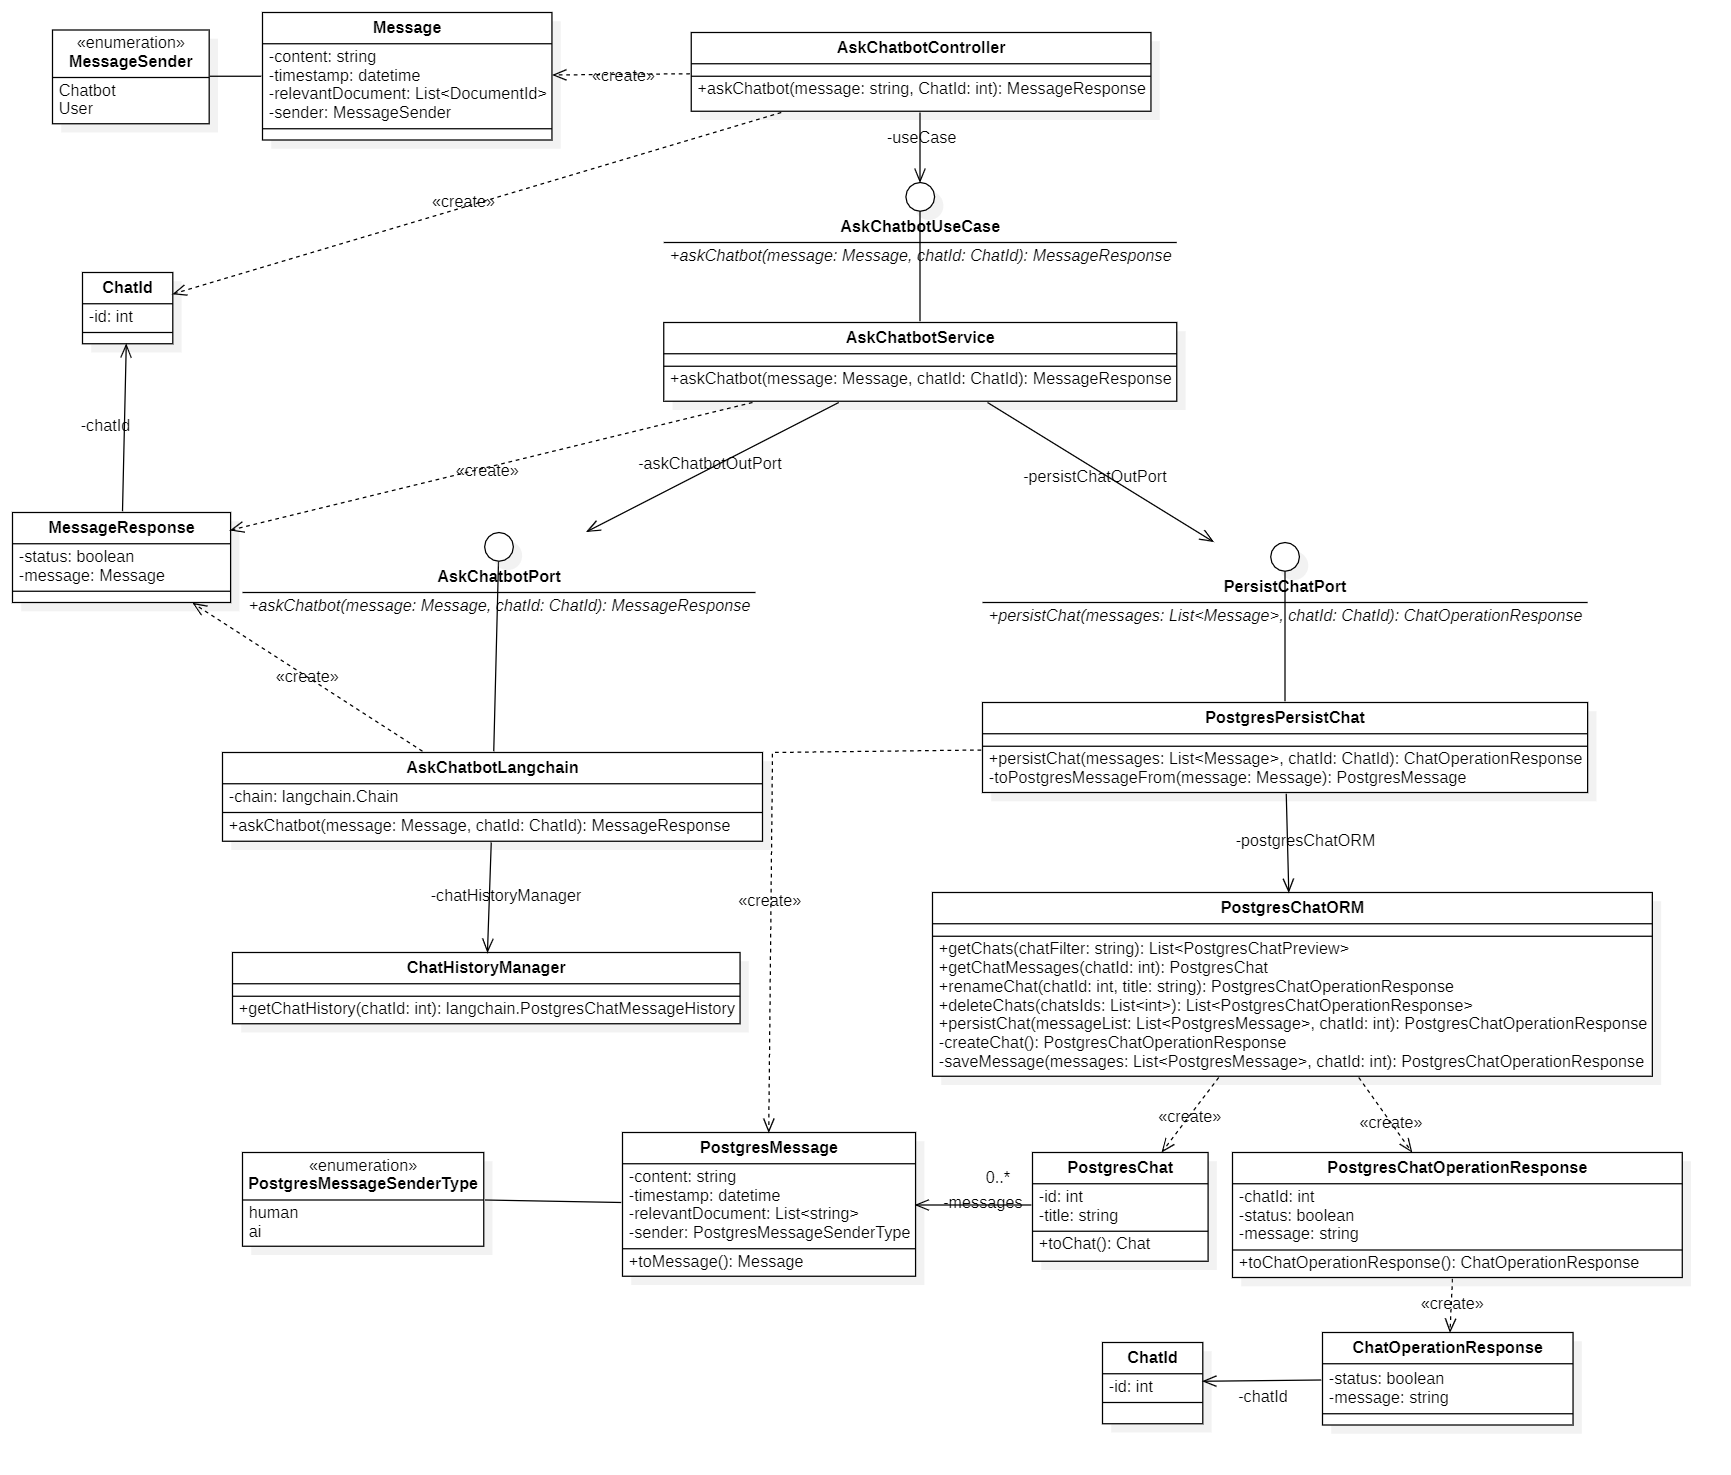 «enumeration»
MessageSender
Chatbot
User
Message
-content: string
-timestamp: datetime
-relevantDocument: List<DocumentId>
-sender: MessageSender
«create»
AskChatbotController
+askChatbot(message: string, ChatId: int): MessageResponse
-useCase
«create»
AskChatbotUseCase
+askChatbot(message: Message, chatId: ChatId): MessageResponse
ChatId
-id: int
AskChatbotService
+askChatbot(message: Message, chatId: ChatId): MessageResponse
-chatId
«create»
-askChatbotOutPort
-persistChatOutPort
MessageResponse
-status: boolean
-message: Message
AskChatbotPort
+askChatbot(message: Message, chatId: ChatId): MessageResponse
PersistChatPort
+persistChat(messages: List<Message>, chatId: ChatId): ChatOperationResponse
«create»
PostgresPersistChat
+persistChat(messages: List<Message>, chatId: ChatId): ChatOperationResponse
-toPostgresMessageFrom(message: Message): PostgresMessage
AskChatbotLangchain
-chain: langchain.Chain
+askChatbot(message: Message, chatId: ChatId): MessageResponse
-postgresChatORM
-chatHistoryManager
«create»
ChatHistoryManager
+getChatHistory(chatId: int): langchain.PostgresChatMessageHistory
PostgresChatORM
+getChats(chatFilter: string): List<PostgresChatPreview>
+getChatMessages(chatId: int): PostgresChat
+renameChat(chatId: int, title: string): PostgresChatOperationResponse
+deleteChats(chatsIds: List<int>): List<PostgresChatOperationResponse>
+persistChat(messageList: List<PostgresMessage>, chatId: int): PostgresChatOperationResponse
-createChat(): PostgresChatOperationResponse
-saveMessage(messages: List<PostgresMessage>, chatId: int): PostgresChatOperationResponse
«create»
«create»
«enumeration»
PostgresMessageSenderType
human
ai
PostgresMessage
-content: string
-timestamp: datetime
-relevantDocument: List<string>
-sender: PostgresMessageSenderType
+toMessage(): Message
0..*
-messages
PostgresChat
-id: int
-title: string
+toChat(): Chat
PostgresChatOperationResponse
-chatId: int
-status: boolean
-message: string
+toChatOperationResponse(): ChatOperationResponse
«create»
ChatId
-id: int
-chatId
ChatOperationResponse
-status: boolean
-message: string